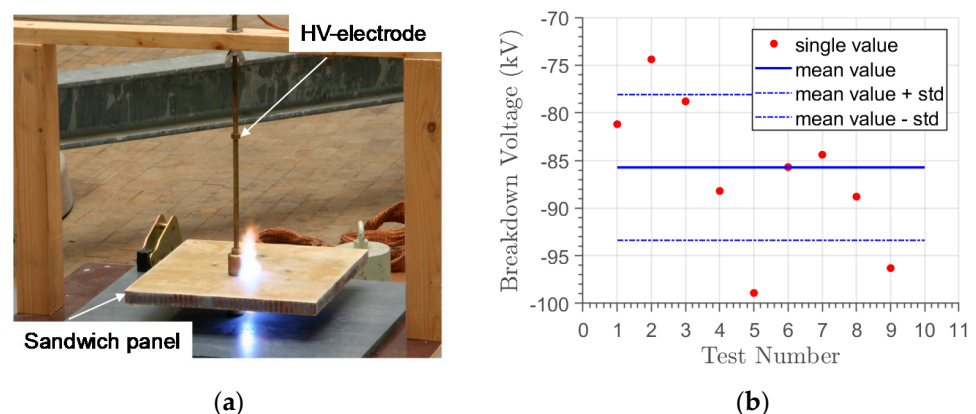 HV-electrode
Sandwich panel
(a)
Breakdown Voltage (kV)
-70
-75
-80
-85
-90
-95
-100
single value
mean value
mean value + std
mean value - std
0 1 2 3 4 5 6 7 8 9 10 11
Test Number
(b)